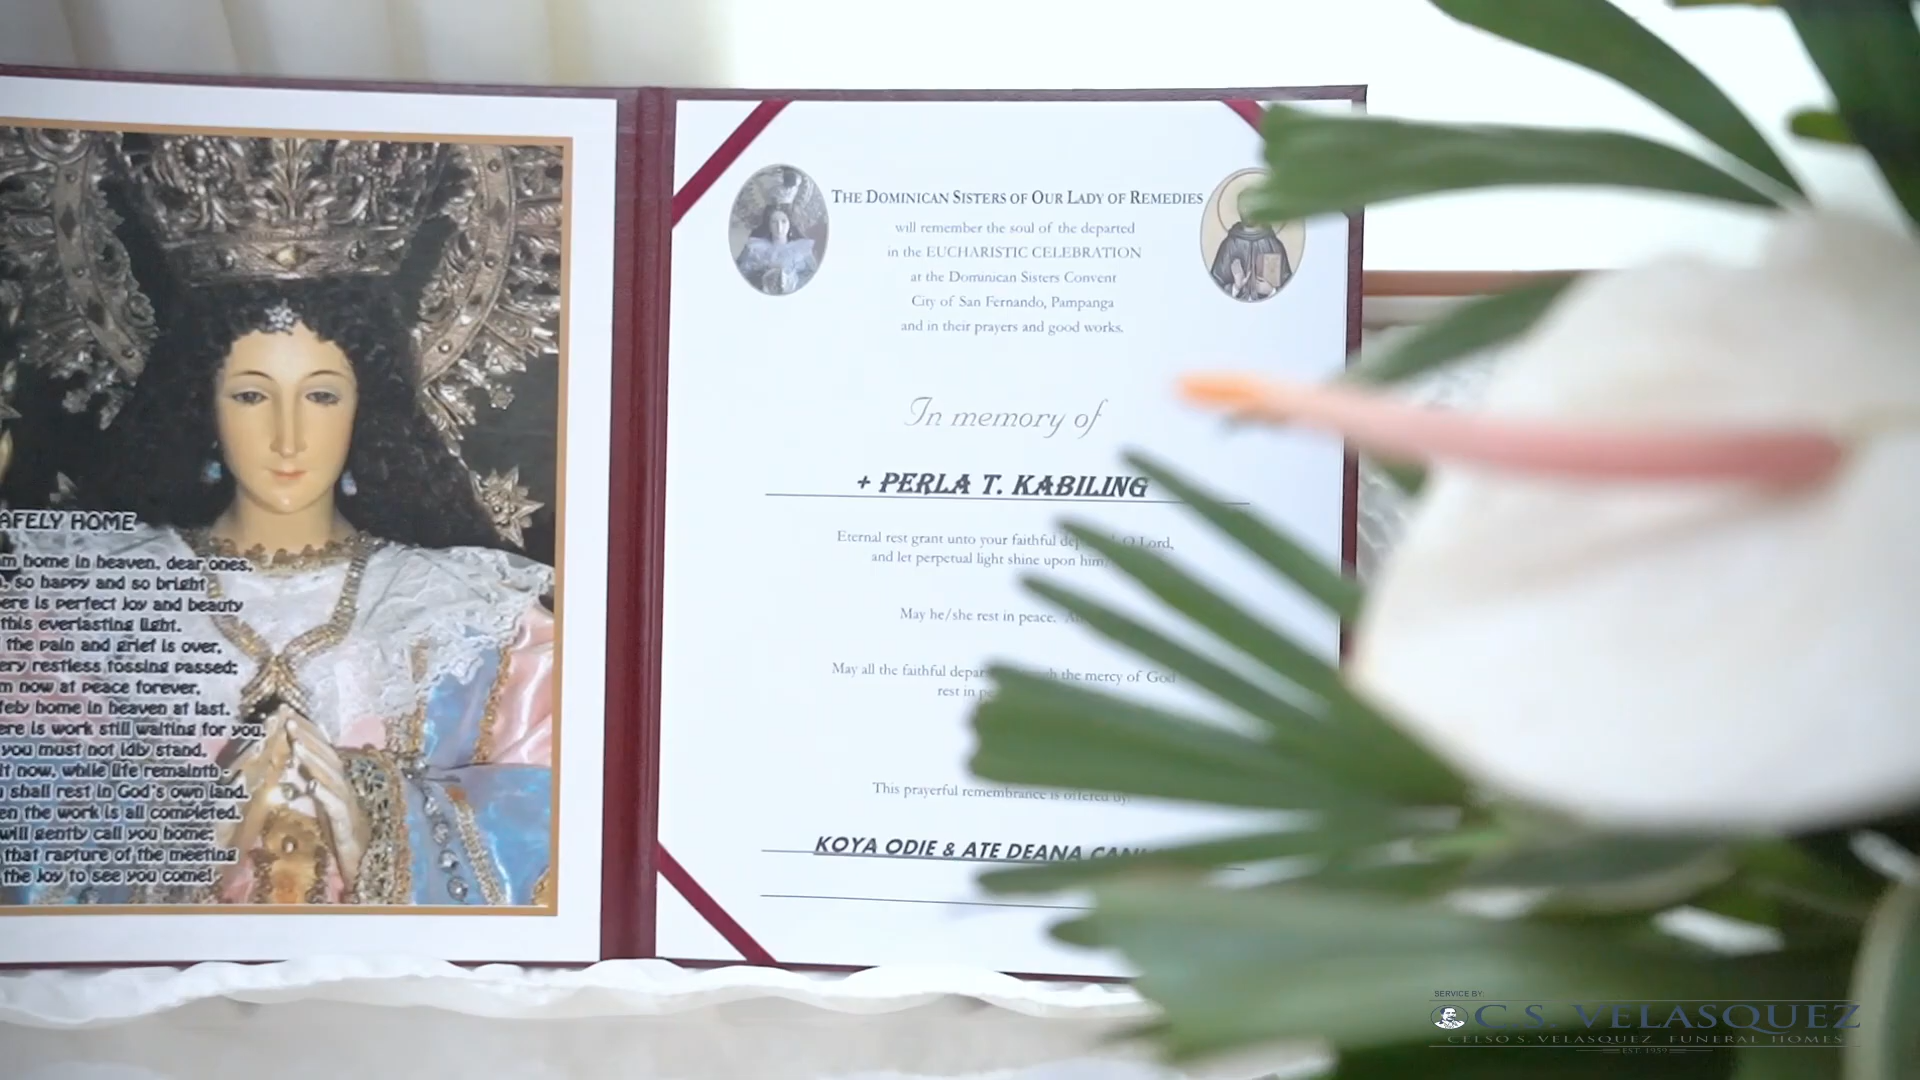 AFELY HOME
m home in heaven, dear ones,
, so happy and so bright
ere is perfect joy and beauty
this everlasting light.
the pain and grief is over,
ery restless tossing passed;
m now at peace forever,
fely home in heaven at last.
ere is work still waiting for you,
you must not idly stand,
it now, while life remainth -
u shall rest in God's own land.
en the work is all completed,
will gently call you home;
that rapture of the meeting
the joy to see you come!
THE DOMINICAN SISTERS OF OUR LADY OF REMEDIES
will remember the soul of the departed
in the EUCHARISTIC CELEBRATION
at the Dominican Sisters Convent
City of San Fernando, Pampanga
and in their prayers and good works.
In memory of
+ PERLA T. KABILING
Eternal rest grant unto your faithful O Lord,
and let perpetual light shine upon him
May he/she rest in peace.
May all the faithful the mercy of God
rest in
This prayerful remembrance is offered by:
KOYA ODIE & ATE DEANA
SERVICE BY:
C.S. VELASQUEZ
CELSO S. VELASQUEZ FUNERAL HOMES
EST. 1959